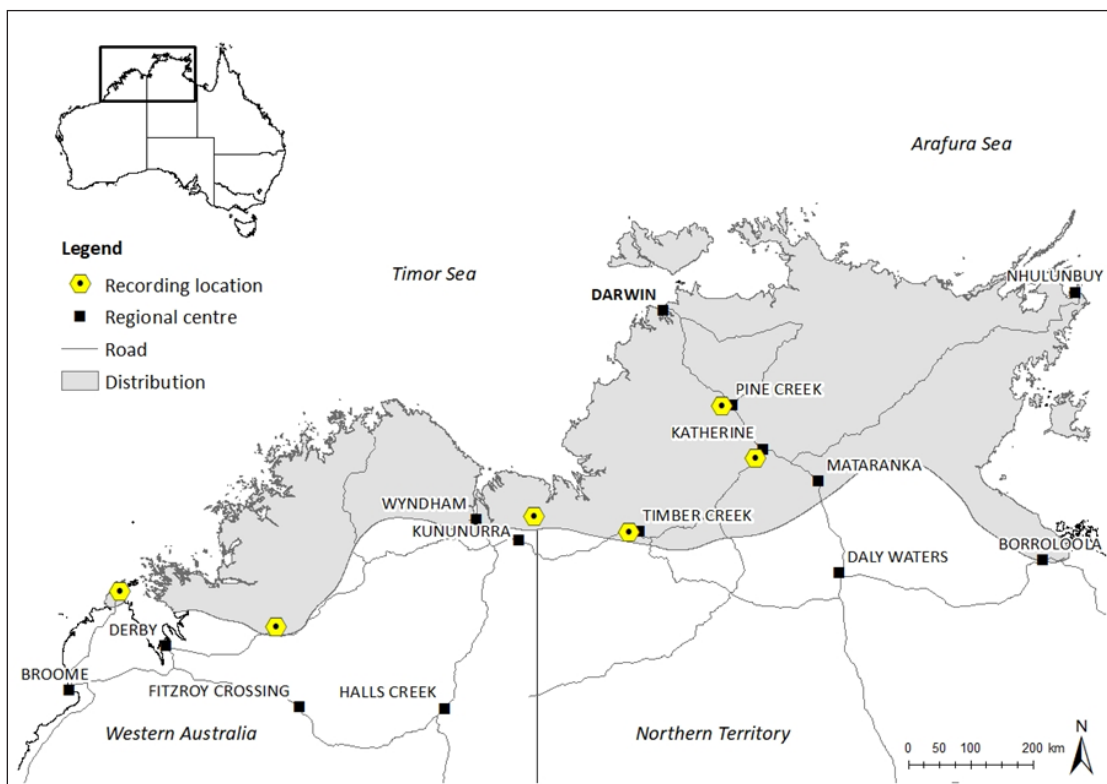 Arafura Sea
Legend
Recording location
Regional centre
Road
Distribution
Timor Sea
NHULUNBUY
DARWIN
PINE CREEK
KATHERINE
MATARANKA
WYNDHAM
KUNUNURRA
TIMBER CREEK
BORROLOOLA
DALY WATERS
DERBY
BROOME
FITZROY CROSSING
HALLS CREEK
Western Australia
Northern Territory
N
0 50 100 200 km